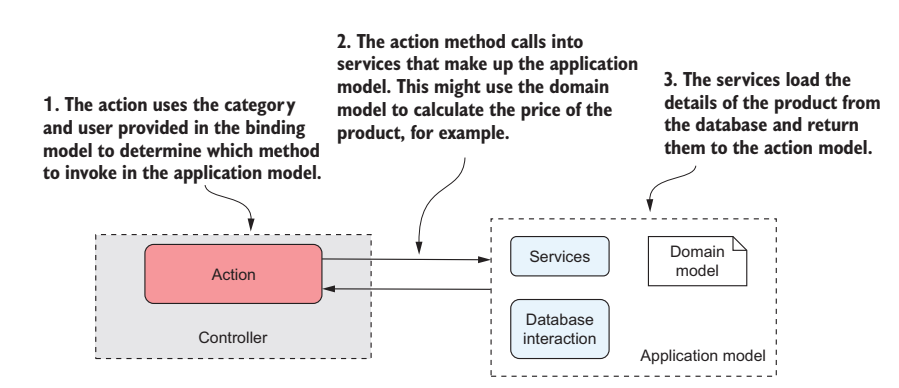 1. The action uses the category
and user provided in the binding
model to determine which method
to invoke in the application model.
2. The action method calls into
services that make up the application
model. This might use the domain
model to calculate the price of the
product, for example.
3. The services load the
details of the product from
the database and return
them to the action model.
Action
Controller
Services
Domain
model
Database
interaction
Application model